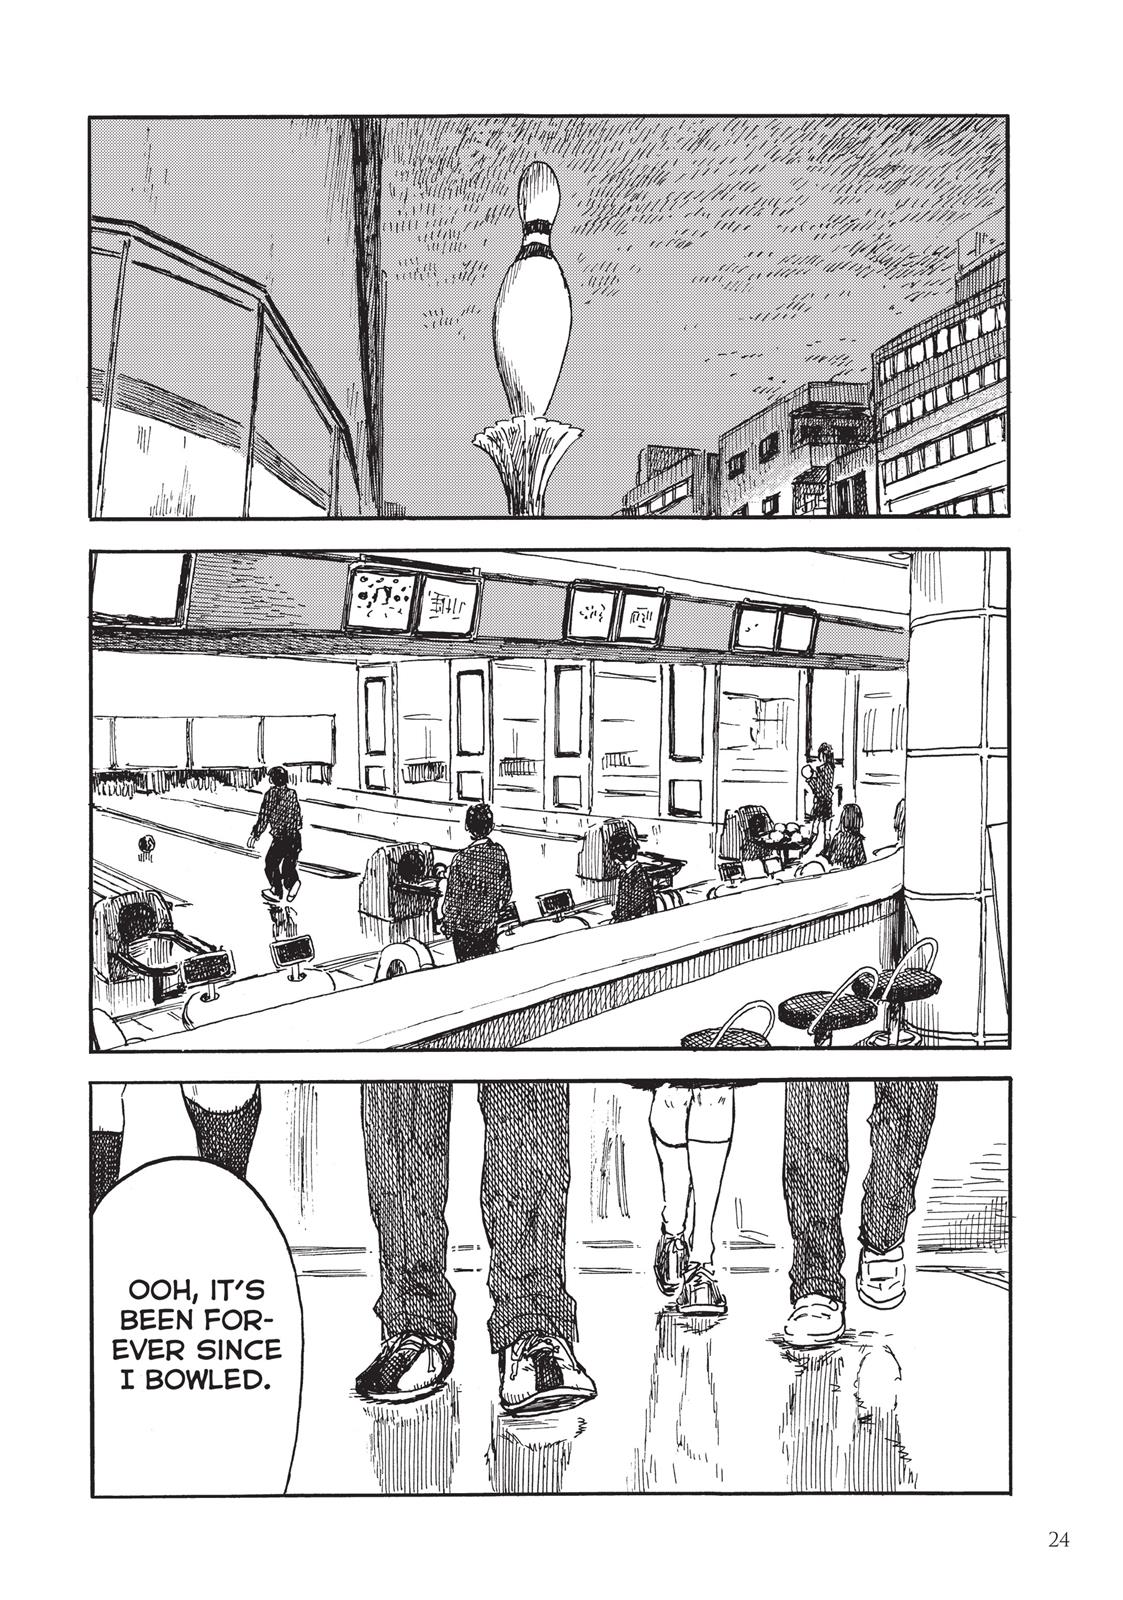 OOH, IT'S
BEEN FOR-
EVER SINCE
I BOWLED.
24